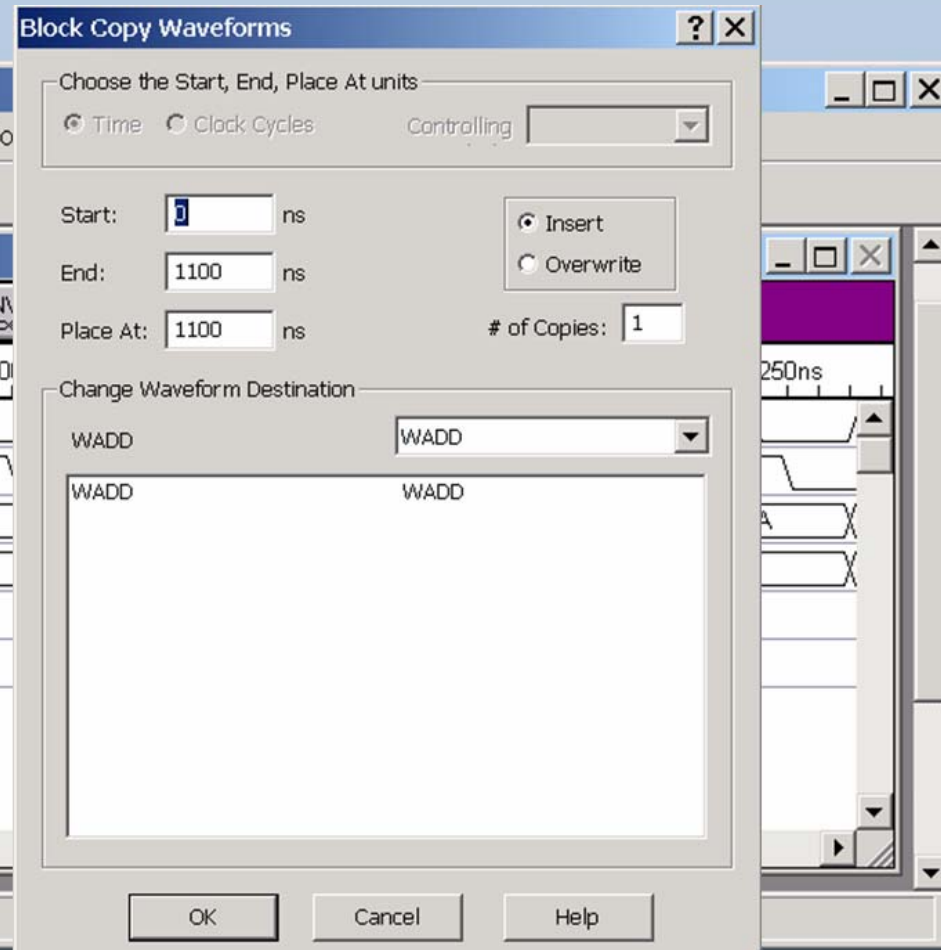 Block Copy Waveforms
Choose the Start, End, Place At units
Time Clock Cycles Controlling
Start: 0 ns
Insert
End: 1100 ns
Overwrite
Place At: 1100 ns
# of Copies: 1
250ns
Change Waveform Destination
WADD WADD
WADD WADD
OK Cancel Help